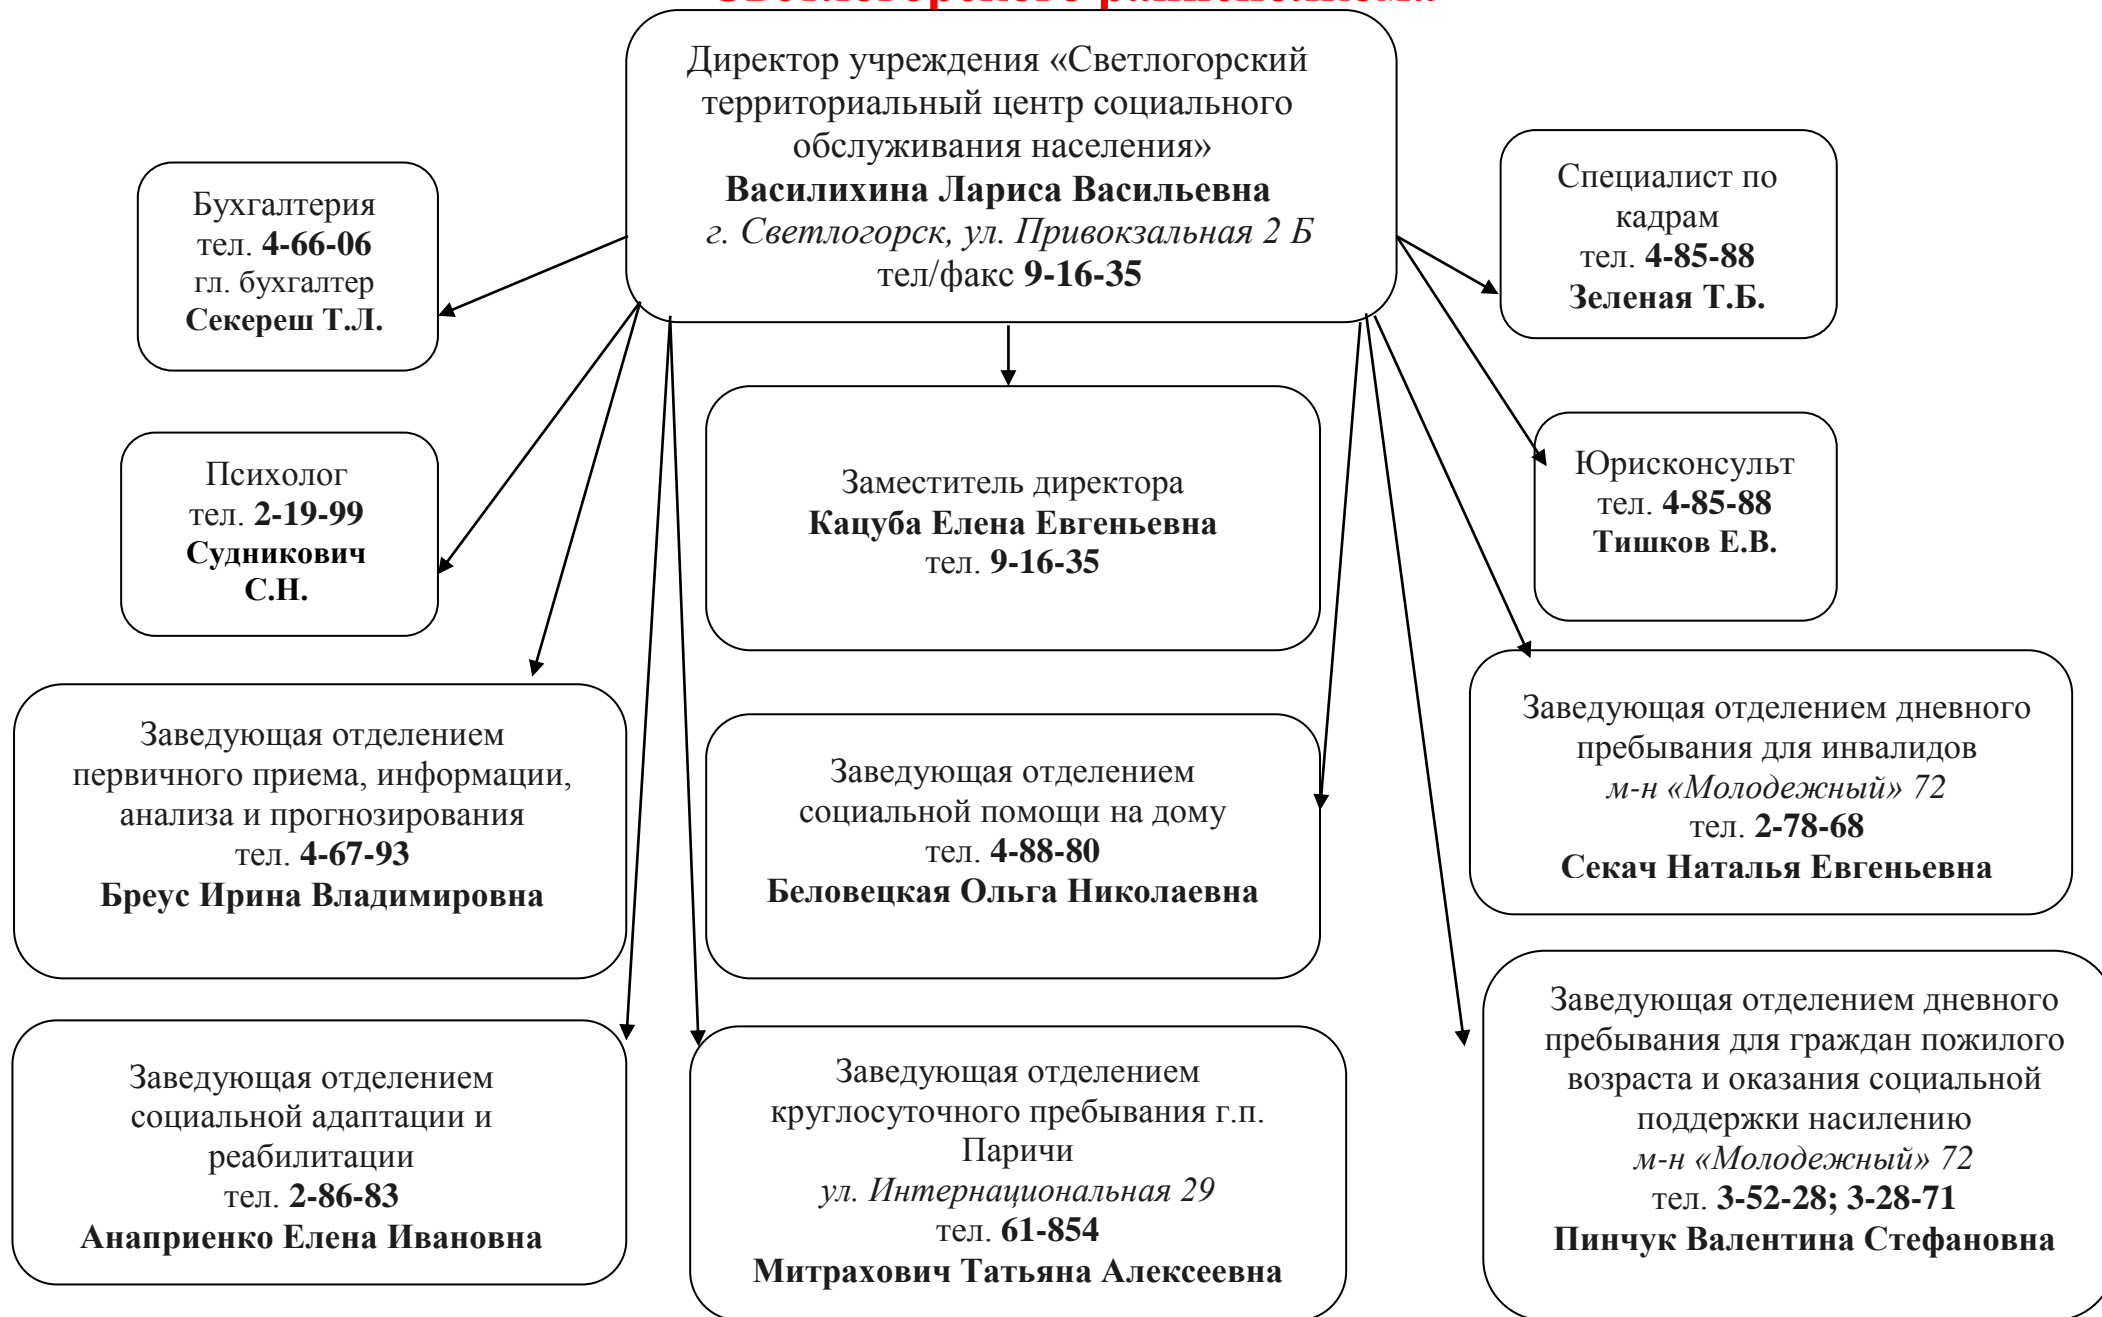 Светлогорского райисполкома
Директор учреждения «Светлогорский
территориальный центр социального
обслуживания населения»
Василихина Лариса Васильевна
г. Светлогорск, ул. Привокзальная 2 Б
тел/факс 9-16-35
Бухгалтерия
тел. 4-66-06
гл. бухгалтер
Секереш Т.Л.
Специалист по
кадрам
тел. 4-85-88
Зеленая Т.Б.
Психолог
тел. 2-19-99
Судникович
С.Н.
Заместитель директора
Кацуба Елена Евгеньевна
тел. 9-16-35
Юрисконсульт
тел. 4-85-88
Тишков Е.В.
Заведующая отделением
первичного приема, информации,
анализа и прогнозирования
тел. 4-67-93
Бреус Ирина Владимировна
Заведующая отделением
социальной помощи на дому
тел. 4-88-80
Беловецкая Ольга Николаевна
Заведующая отделением дневного
пребывания для инвалидов
м-н «Молодежный» 72
тел. 2-78-68
Секач Наталья Евгеньевна
Заведующая отделением
социальной адаптации и
реабилитации
тел. 2-86-83
Анаприенко Елена Ивановна
Заведующая отделением
круглосуточного пребывания г.п.
Паричи
ул. Интернациональная 29
тел. 61-854
Митрахович Татьяна Алексеевна
Заведующая отделением дневного
пребывания для граждан пожилого
возраста и оказания социальной
поддержки насилению
м-н «Молодежный» 72
тел. 3-52-28; 3-28-71
Пинчук Валентина Стефановна